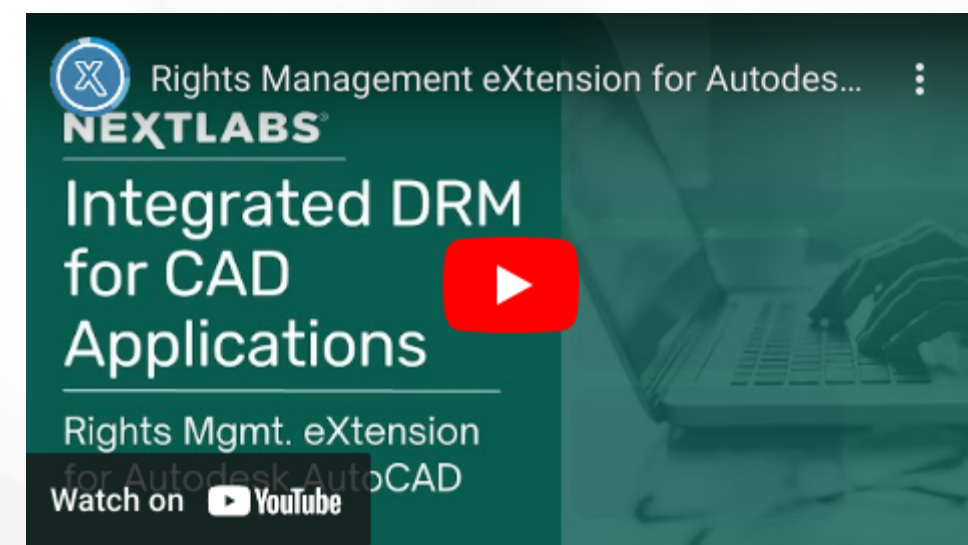 Rights Management eXtension for Autodes...
NEXTLABS®
Integrated DRM
for CAD
Applications
Rights Mgmt. eXtension
for Autodesk AutoCAD
Watch on YouTube